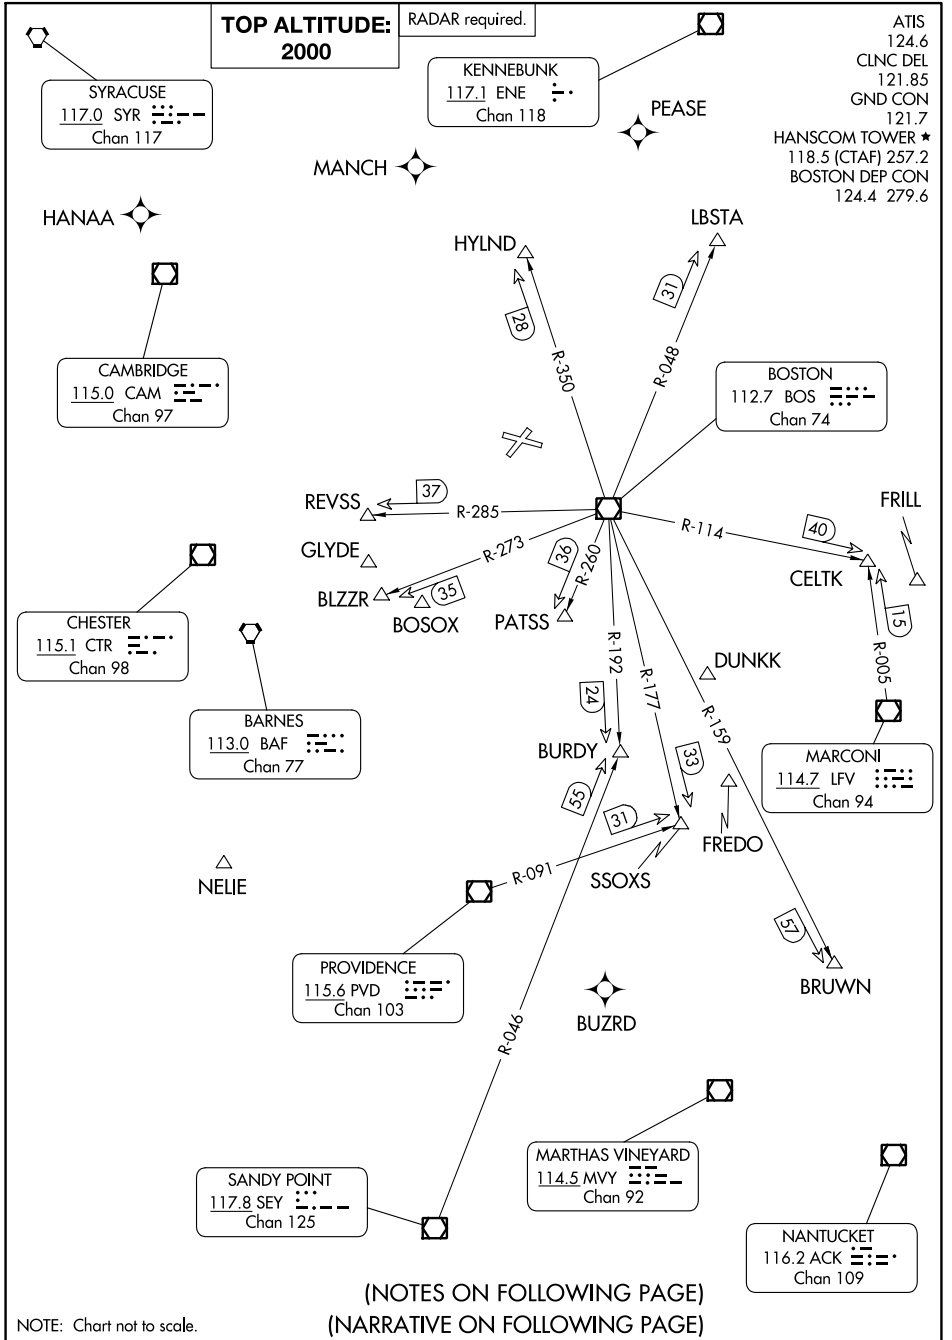 TOP ALTITUDE:
2000
RADAR required.
ATIS
124.6
CLNC DEL
121.85
GND CON
121.7
HANSCOM TOWER ★
118.5 (CTAF) 257.2
BOSTON DEP CON
124.4 279.6
SYRACUSE
117.0 SYR
Chan 117
KENNEBUNK
117.1 ENE
Chan 118
PEASE
MANCH
HANAA
LBSTA
HYLND
31
28
CAMBRIDGE
115.0 CAM
Chan 97
R-350
R-048
BOSTON
112.7 BOS
Chan 74
REVSS
37
R-285
R-114
FRILL
GLYDE
R-273
36
R-260
40
CELTK
BLZZR
35
BOSOX
PATSS
15
CHESTER
115.1 CTR
Chan 98
R-192
R-177
DUNKK
R-005
BARNES
113.0 BAF
Chan 77
24
R-159
BURDY
33
MARCONI
114.7 LFV
Chan 94
55
31
FREDO
NELIE
R-091
SSOXS
57
PROVIDENCE
115.6 PVD
Chan 103
BRUWN
BUZRD
R-046
MARTHAS VINEYARD
114.5 MVY
Chan 92
SANDY POINT
117.8 SEY
Chan 125
NANTUCKET
116.2 ACK
Chan 109
(NOTES ON FOLLOWING PAGE)
NOTE: Chart not to scale.
(NARRATIVE ON FOLLOWING PAGE)